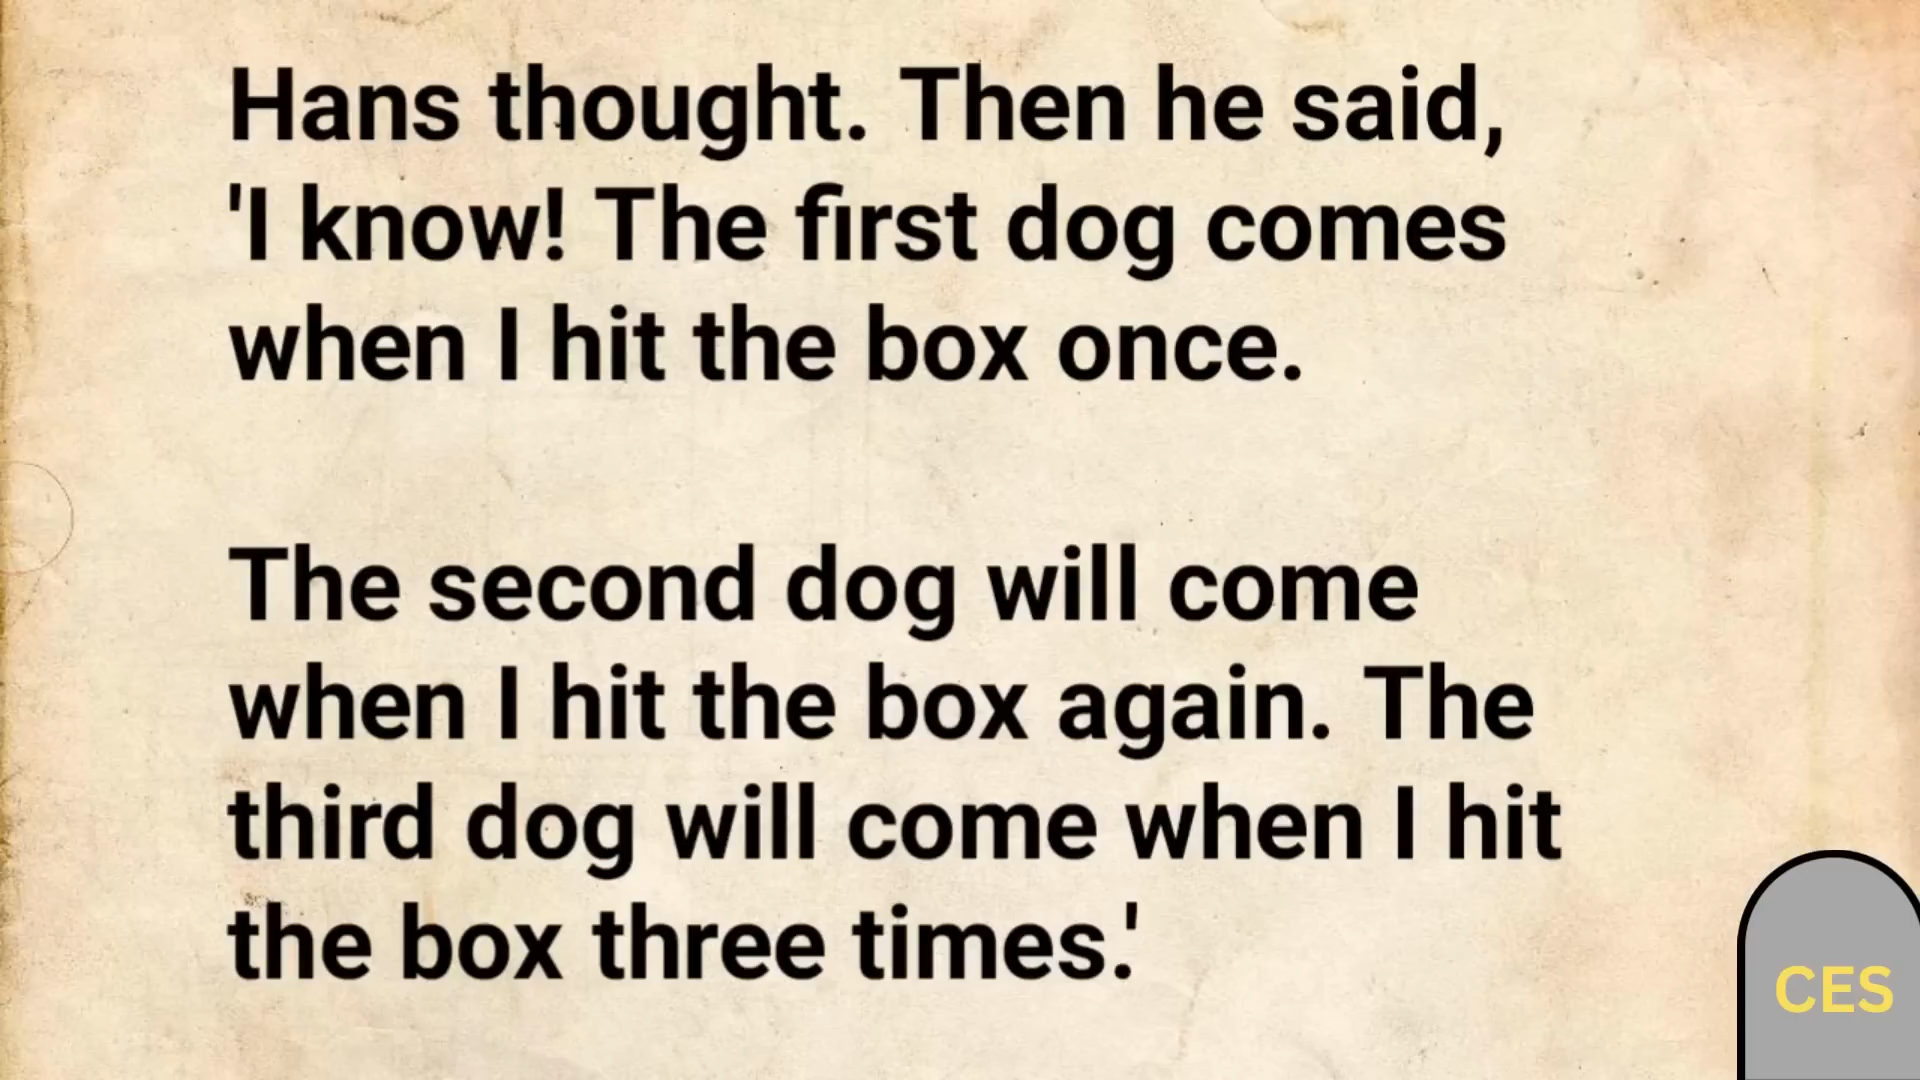 Hans thought. Then he said,
'I know! The first dog comes
when I hit the box once.
The second dog will come
when I hit the box again. The
third dog will come when I hit
the box three times.'
CES